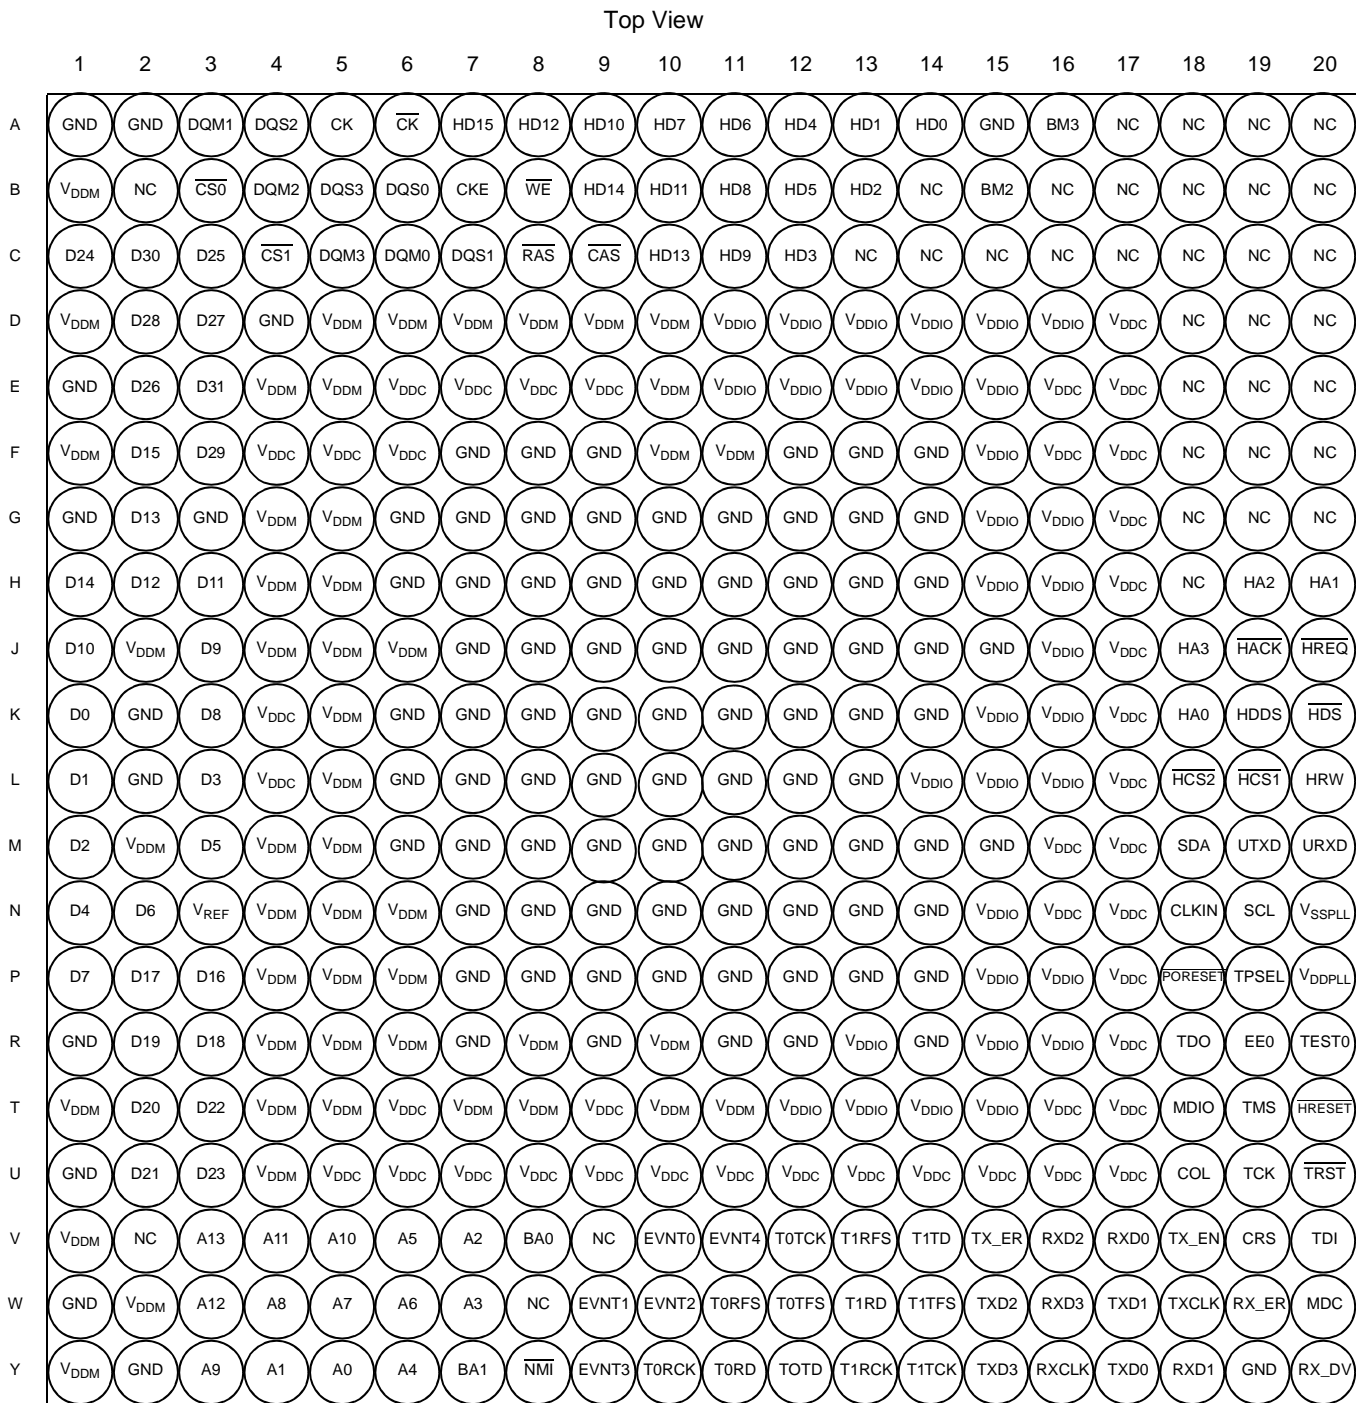 Top View
1 2 3 4 5 6 7 8 9 10 11 12 13 14 15 16 17 18 19 20
A GND GND DQM1 DQS2 CK C̅K̅ HD15 HD12 HD10 HD7 HD6 HD4 HD1 HD0 GND BM3 NC NC NC NC
B VDDM NC C̅S̅0̅ DQM2 DQS3 DQS0 CKE W̅E̅ HD14 HD11 HD8 HD5 HD2 NC BM2 NC NC NC NC NC
C D24 D30 D25 C̅S̅1̅ DQM3 DQM0 DQS1 R̅A̅S̅ C̅A̅S̅ HD13 HD9 HD3 NC NC NC NC NC NC NC NC
D VDDM D28 D27 GND VDDM VDDM VDDM VDDM VDDM VDDM VDDIO VDDIO VDDIO VDDIO VDDIO VDDIO VDDC NC NC NC
E GND D26 D31 VDDM VDDM VDDC VDDC VDDC VDDC VDDM VDDIO VDDIO VDDIO VDDIO VDDIO VDDC VDDC NC NC NC
F VDDM D15 D29 VDDC VDDC VDDC GND GND GND VDDM VDDM GND GND GND VDDIO VDDC VDDC NC NC NC
G GND D13 GND VDDM VDDM GND GND GND GND GND GND GND GND GND VDDIO VDDIO VDDC NC NC NC
H D14 D12 D11 VDDM VDDM GND GND GND GND GND GND GND GND GND VDDIO VDDIO VDDC NC HA2 HA1
J D10 VDDM D9 VDDM VDDM VDDM GND GND GND GND GND GND GND GND GND VDDIO VDDC HA3 H̅A̅C̅K̅ H̅R̅E̅Q̅
K D0 GND D8 VDDC VDDM GND GND GND GND GND GND GND GND GND VDDIO VDDIO VDDC HA0 HDDS H̅D̅S̅
L D1 GND D3 VDDC VDDM GND GND GND GND GND GND GND GND VDDIO VDDIO VDDIO VDDC H̅C̅S̅2̅ H̅C̅S̅1̅ HRW
M D2 VDDM D5 VDDM VDDM GND GND GND GND GND GND GND GND GND GND VDDC VDDC SDA UTXD URXD
N D4 D6 VREF VDDM VDDM VDDM GND GND GND GND GND GND GND GND VDDIO VDDC VDDC CLKIN SCL VSSPLL
P D7 D17 D16 VDDM VDDM VDDM GND GND GND GND GND GND GND GND VDDIO VDDIO VDDC P̅O̅R̅E̅S̅E̅T̅ TPSEL VDDPLL
R GND D19 D18 VDDM VDDM VDDM GND VDDM GND VDDM GND GND VDDIO GND VDDIO VDDIO VDDC TDO EE0 TEST0
T VDDM D20 D22 VDDM VDDM VDDC VDDM VDDM VDDC VDDM VDDM VDDIO VDDIO VDDIO VDDIO VDDC VDDC MDIO TMS H̅R̅E̅S̅E̅T̅
U GND D21 D23 VDDM VDDC VDDC VDDC VDDC VDDC VDDC VDDC VDDC VDDC VDDC VDDC VDDC VDDC COL TCK T̅R̅S̅T̅
V VDDM NC A13 A11 A10 A5 A2 BA0 NC EVNT0 EVNT4 T0TCK T1RFS T1TD TX_ER RXD2 RXD0 TX_EN CRS TDI
W GND VDDM A12 A8 A7 A6 A3 NC EVNT1 EVNT2 T0RFS T0TFS T1RD T1TFS TXD2 RXD3 TXD1 TXCLK RX_ER MDC
Y VDDM GND A9 A1 A0 A4 BA1 N̅M̅I̅ EVNT3 T0RCK T0RD TOTD T1RCK T1TCK TXD3 RXCLK TXD0 RXD1 GND RX_DV